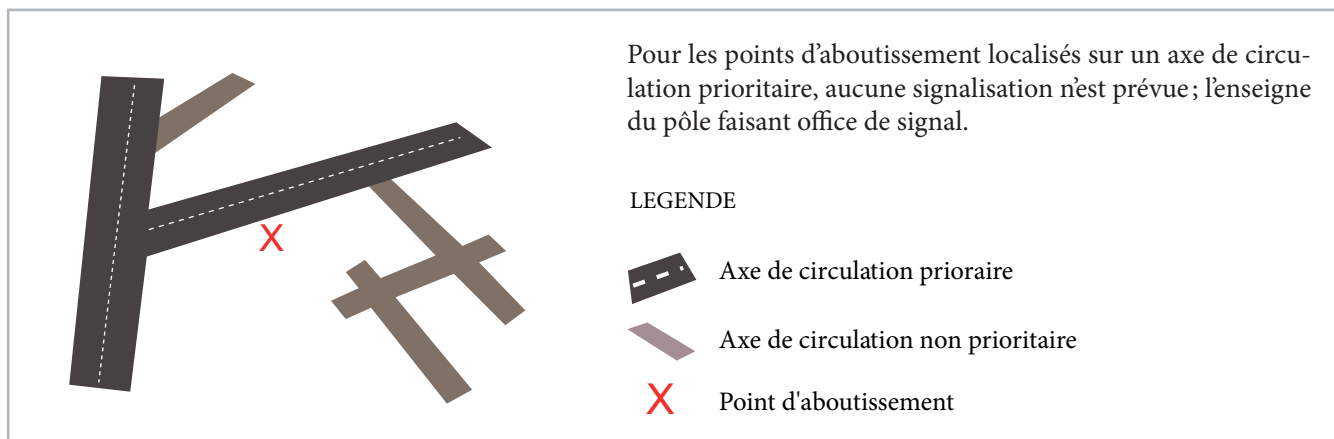 Pour les points d’aboutissement localisés sur un axe de circu-
lation prioritaire, aucune signalisation n’est prévue ; l’enseigne
du pôle faisant office de signal.
LEGENDE
Axe de circulation prioraire
Axe de circulation non prioritaire
X
X Point d'aboutissement